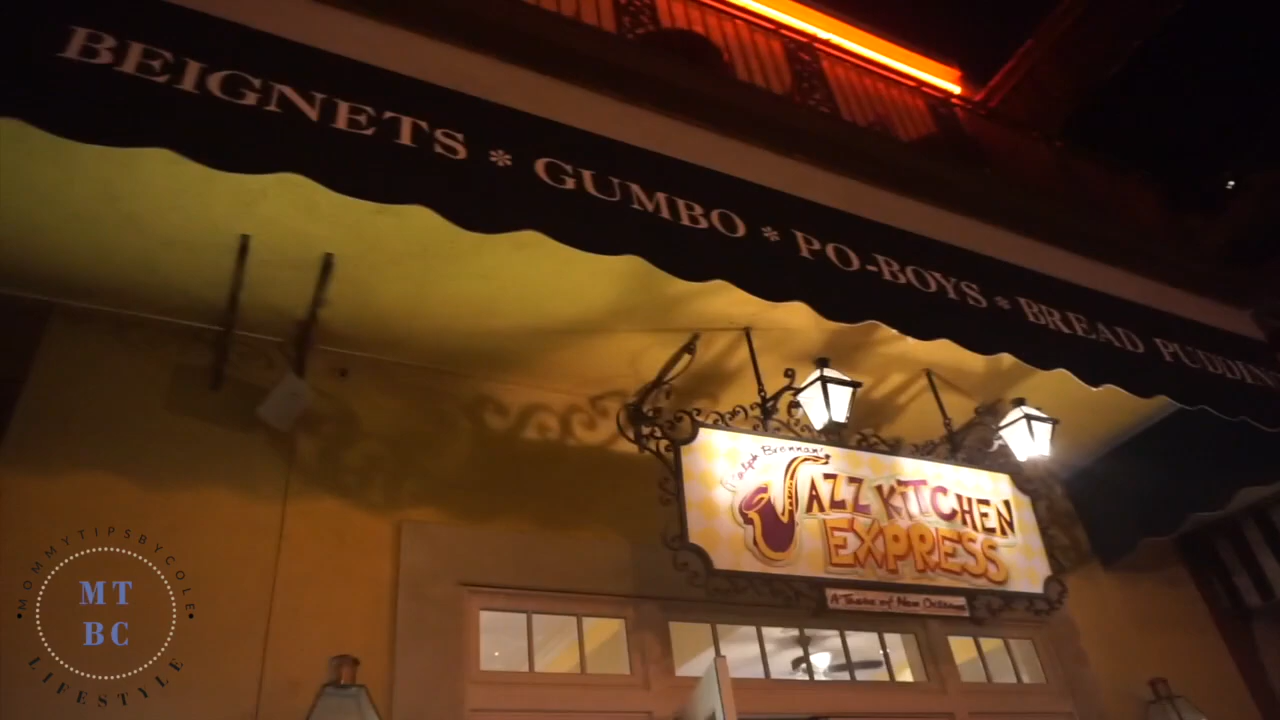 BEIGNETS * GUMBO * PO-BOYS * BREAD PUDDIN
Ralph Brennan's
JAZZ KITCHEN
EXPRESS
A Taste of New Orleans
MOMMYTIPSBYCOLE
MT
BC
LIFESTYLE